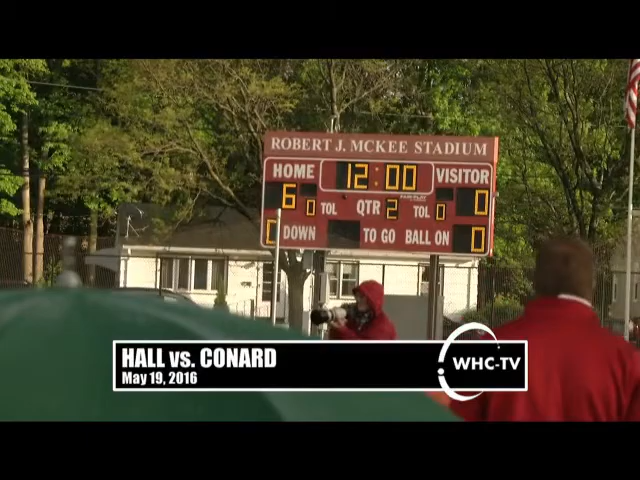 ROBERT J. MCKEE STADIUM
HOME 12:00 VISITOR
6 0 TOL QTR 2 TOL 0 0
0 DOWN TO GO BALL ON 0
HALL vs. CONARD
May 19, 2016
WHC-TV